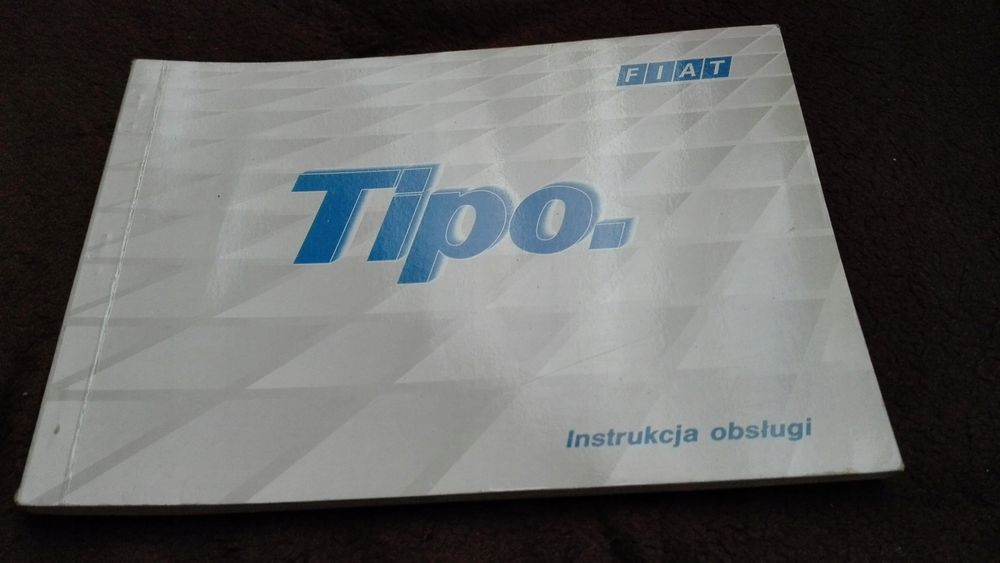 FIAT
Tipo.
Instrukcja obsługi